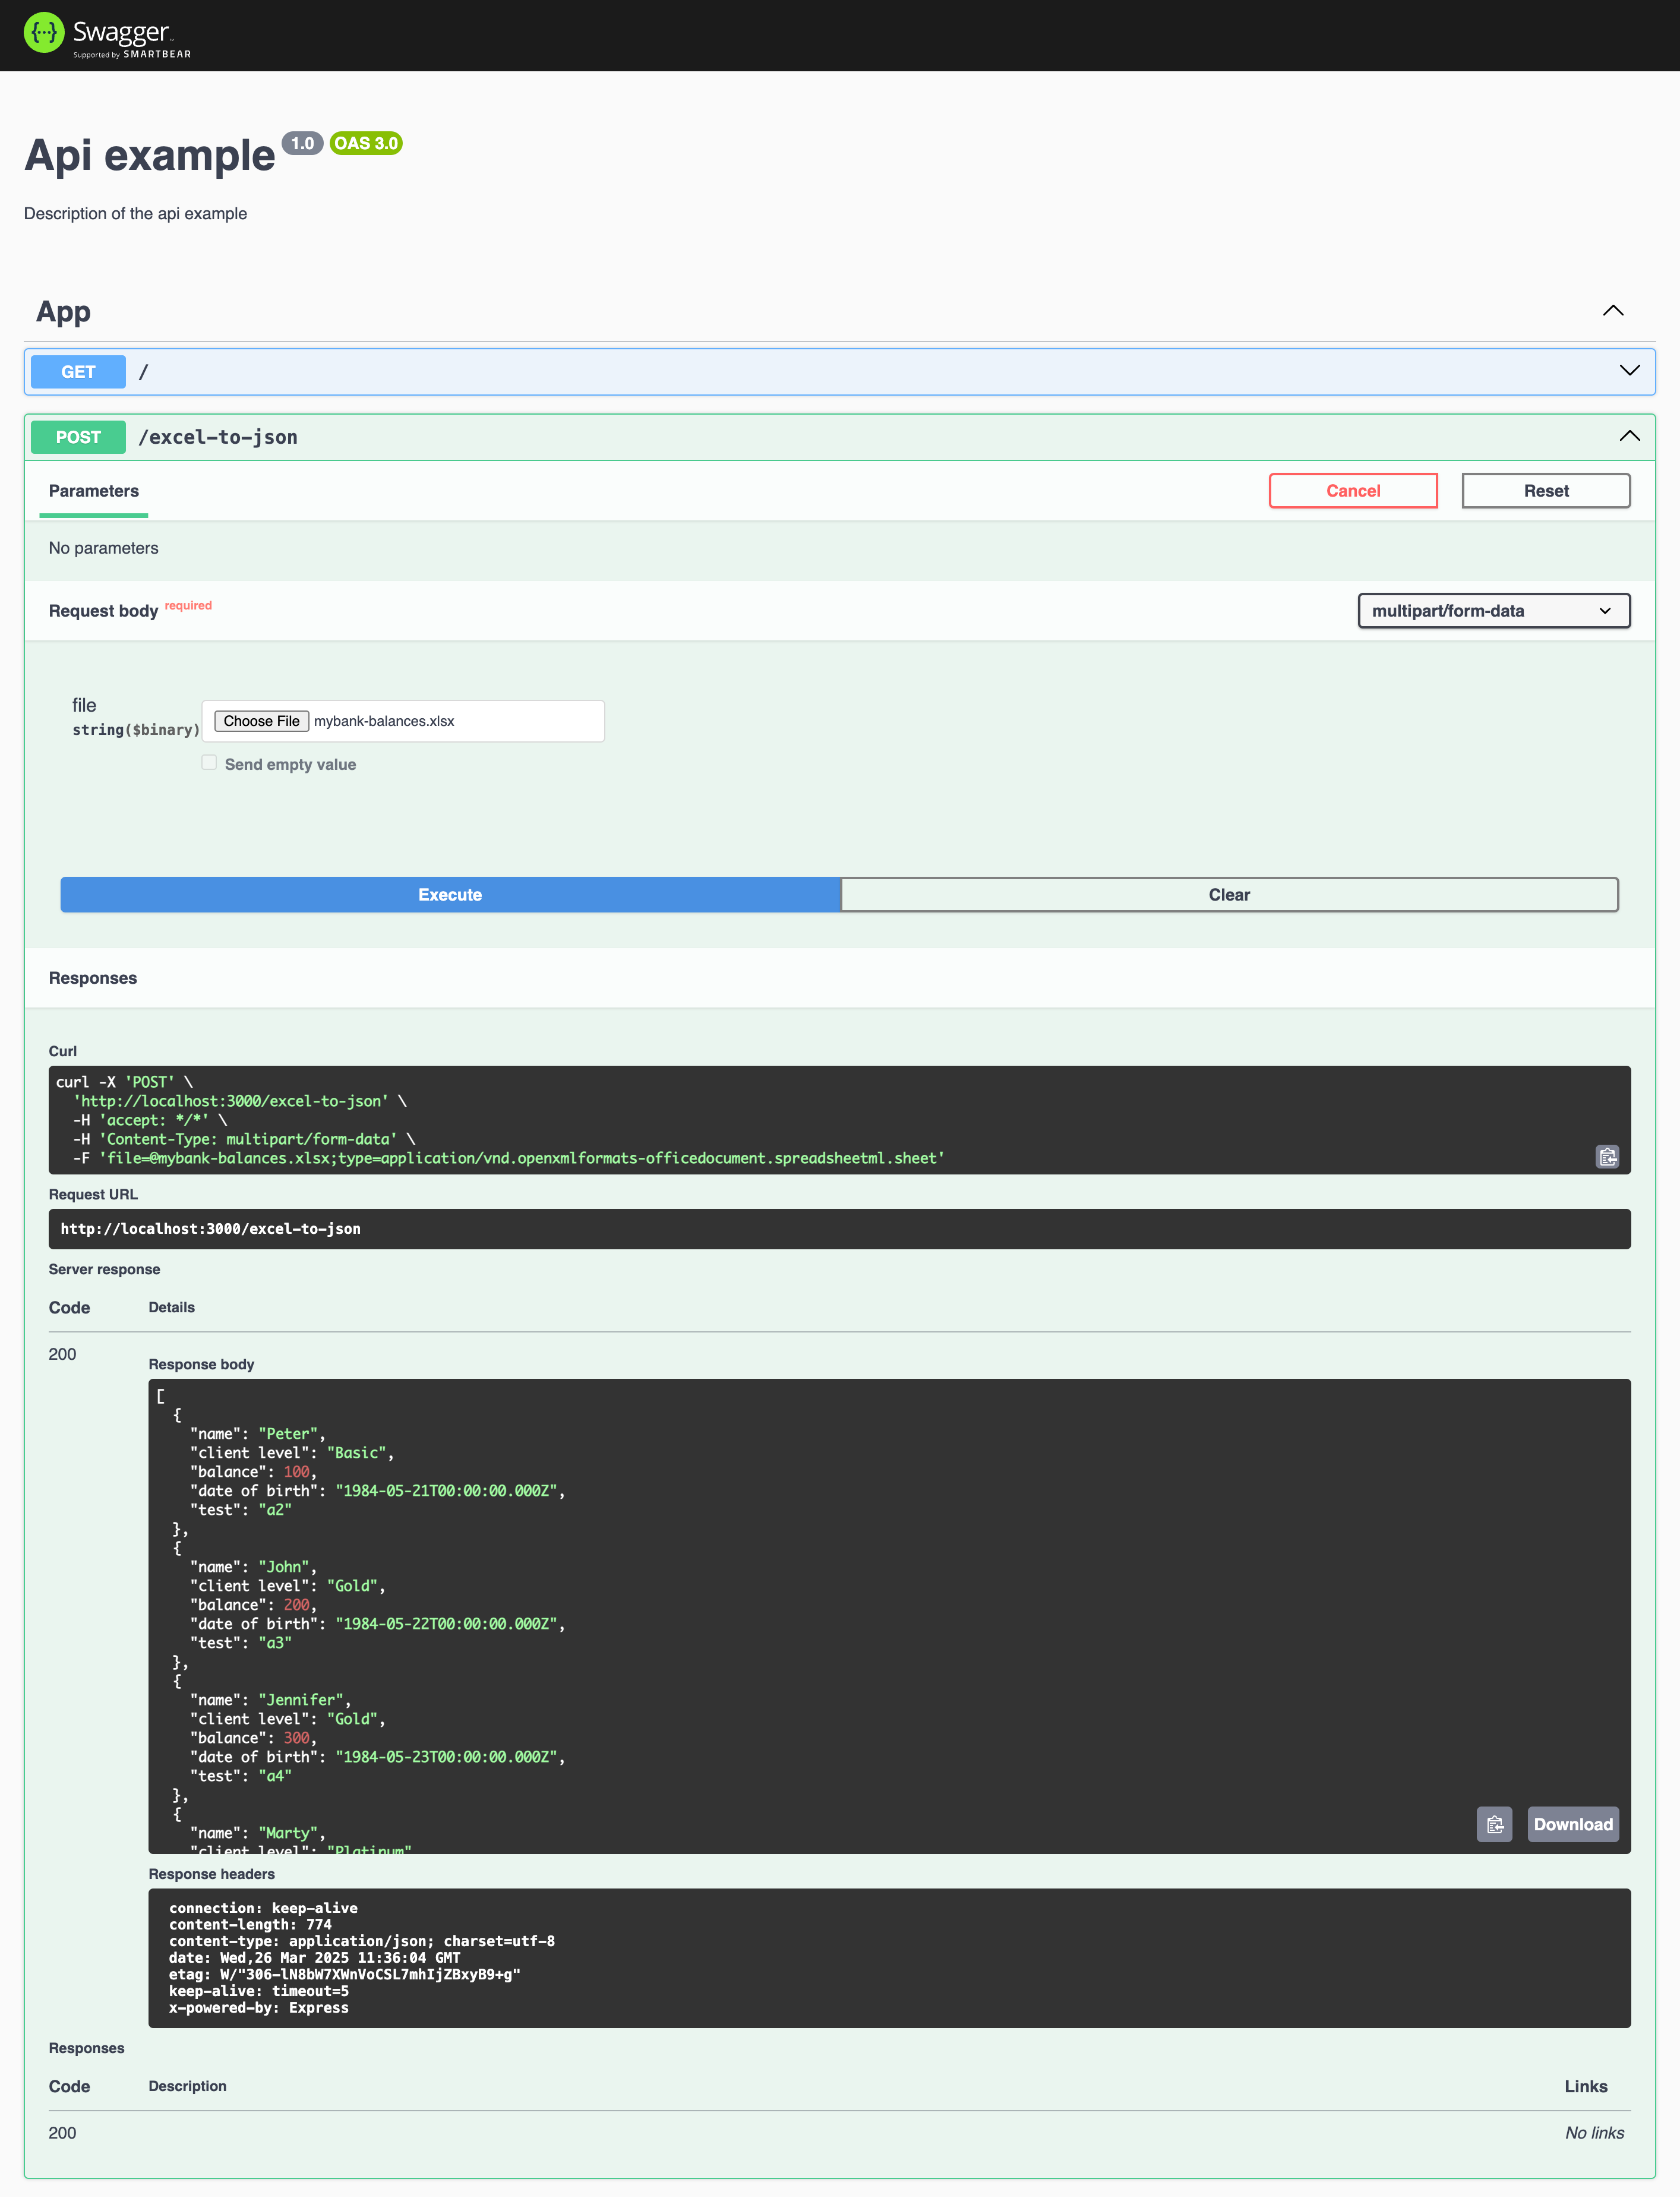 Swagger
Supported by SMARTBEAR
Api example 1.0 OAS 3.0
Description of the api example
App
GET /
POST /excel-to-json
Parameters
Cancel
Reset
No parameters
Request body required
multipart/form-data
file
string($binary)
Choose File mybank-balances.xlsx
Send empty value
Execute
Clear
Responses
Curl
curl -X 'POST' \
  'http://localhost:3000/excel-to-json' \
  -H 'accept: */*' \
  -H 'Content-Type: multipart/form-data' \
  -F 'file=@mybank-balances.xlsx;type=application/vnd.openxmlformats-officedocument.spreadsheetml.sheet'
Request URL
http://localhost:3000/excel-to-json
Server response
Code Details
200
Response body
[
  {
    "name": "Peter",
    "client level": "Basic",
    "balance": 100,
    "date of birth": "1984-05-21T00:00:00.000Z",
    "test": "a2"
  },
  {
    "name": "John",
    "client level": "Gold",
    "balance": 200,
    "date of birth": "1984-05-22T00:00:00.000Z",
    "test": "a3"
  },
  {
    "name": "Jennifer",
    "client level": "Gold",
    "balance": 300,
    "date of birth": "1984-05-23T00:00:00.000Z",
    "test": "a4"
  },
  {
    "name": "Marty",
    "client level": "Platinum"
Download
Response headers
connection: keep-alive
content-length: 774
content-type: application/json; charset=utf-8
date: Wed,26 Mar 2025 11:36:04 GMT
etag: W/"306-lN8bW7XWnVoCSL7mhIjZBxyB9+g"
keep-alive: timeout=5
x-powered-by: Express
Responses
Code Description Links
200 No links